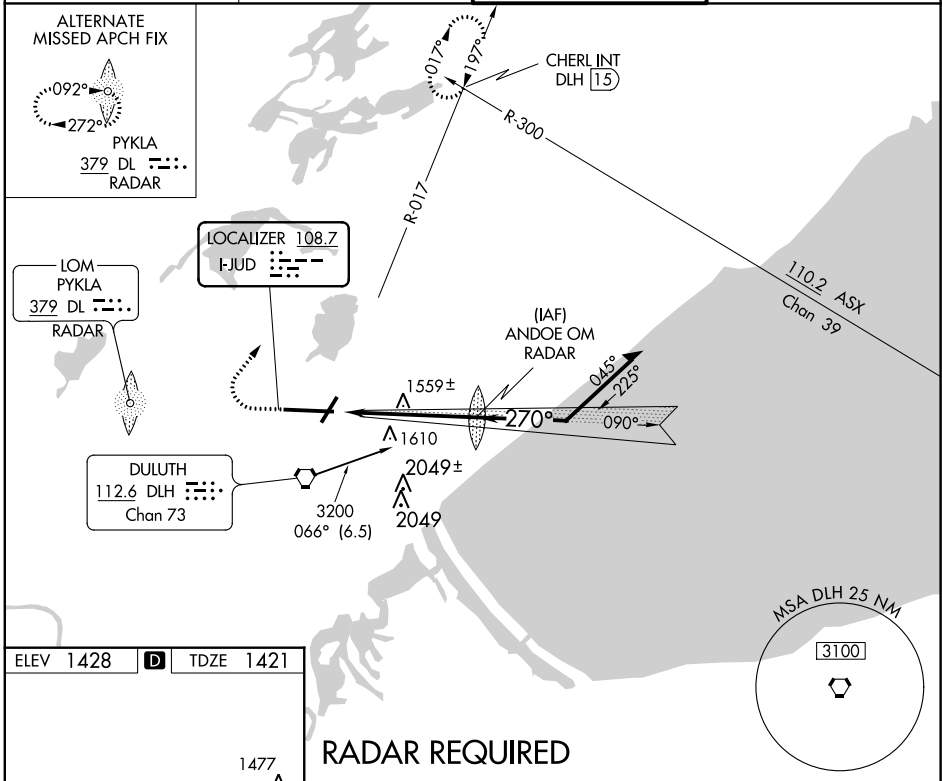 ALTERNATE
MISSED APCH FIX
092°
272°
PYKLA
379 DL
RADAR
017°
197°
CHERL INT
DLH 15
R-300
R-017
LOCALIZER 108.7
I-JUD
LOM
PYKLA
379 DL
RADAR
110.2 ASX
Chan 39
(IAF)
ANDOE OM
RADAR
045°
225°
1559±
270°
090°
1610
DULUTH
112.6 DLH
Chan 73
2049±
3200
066° (6.5)
2049
MSA DLH 25 NM
3100
ELEV 1428 D TDZE 1421
1477
RADAR REQUIRED